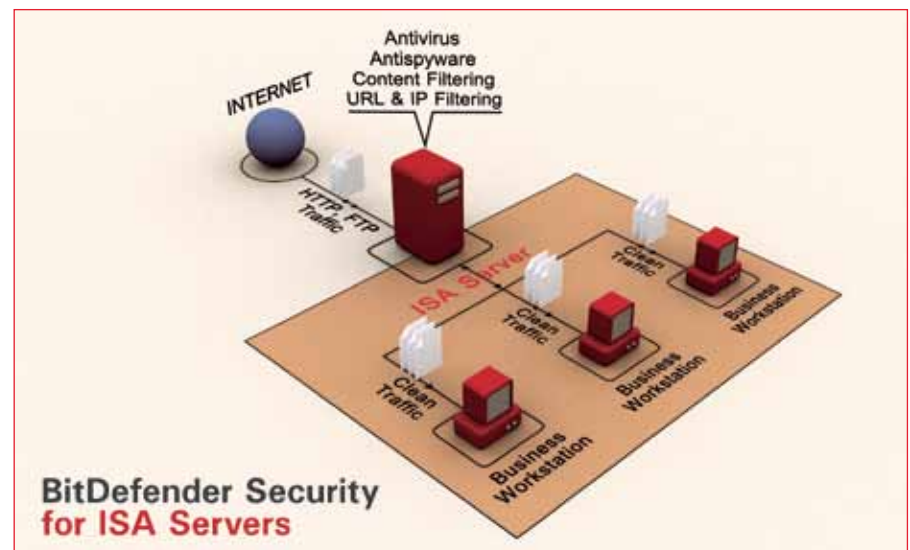 Antivirus
Antispyware
Content Filtering
URL & IP Filtering
INTERNET
HTTP, FTP
Traffic
ISA Server
Clean
Traffic
Business
Workstation
Clean
Traffic
Business
Workstation
Clean
Traffic
Business
Workstation
BitDefender Security
for ISA Servers